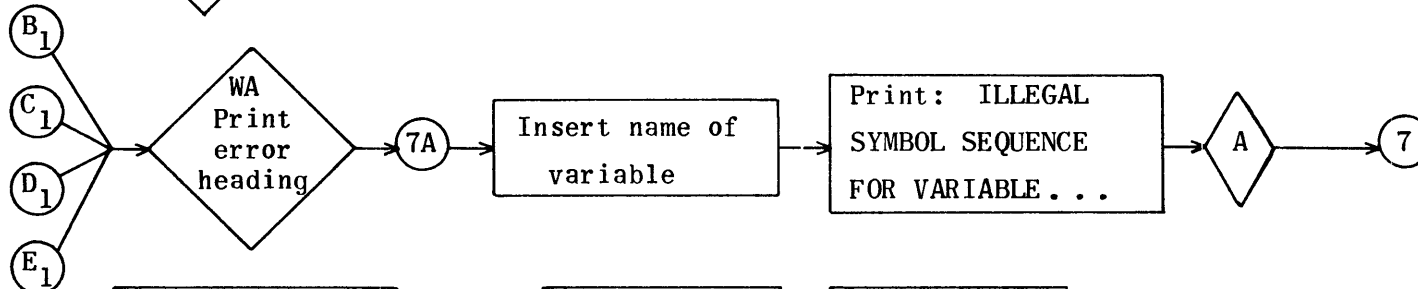 B1
C1
D1
E1
WA
Print
error
heading
7A
Insert name of
variable
Print: ILLEGAL
SYMBOL SEQUENCE
FOR VARIABLE...
A
7